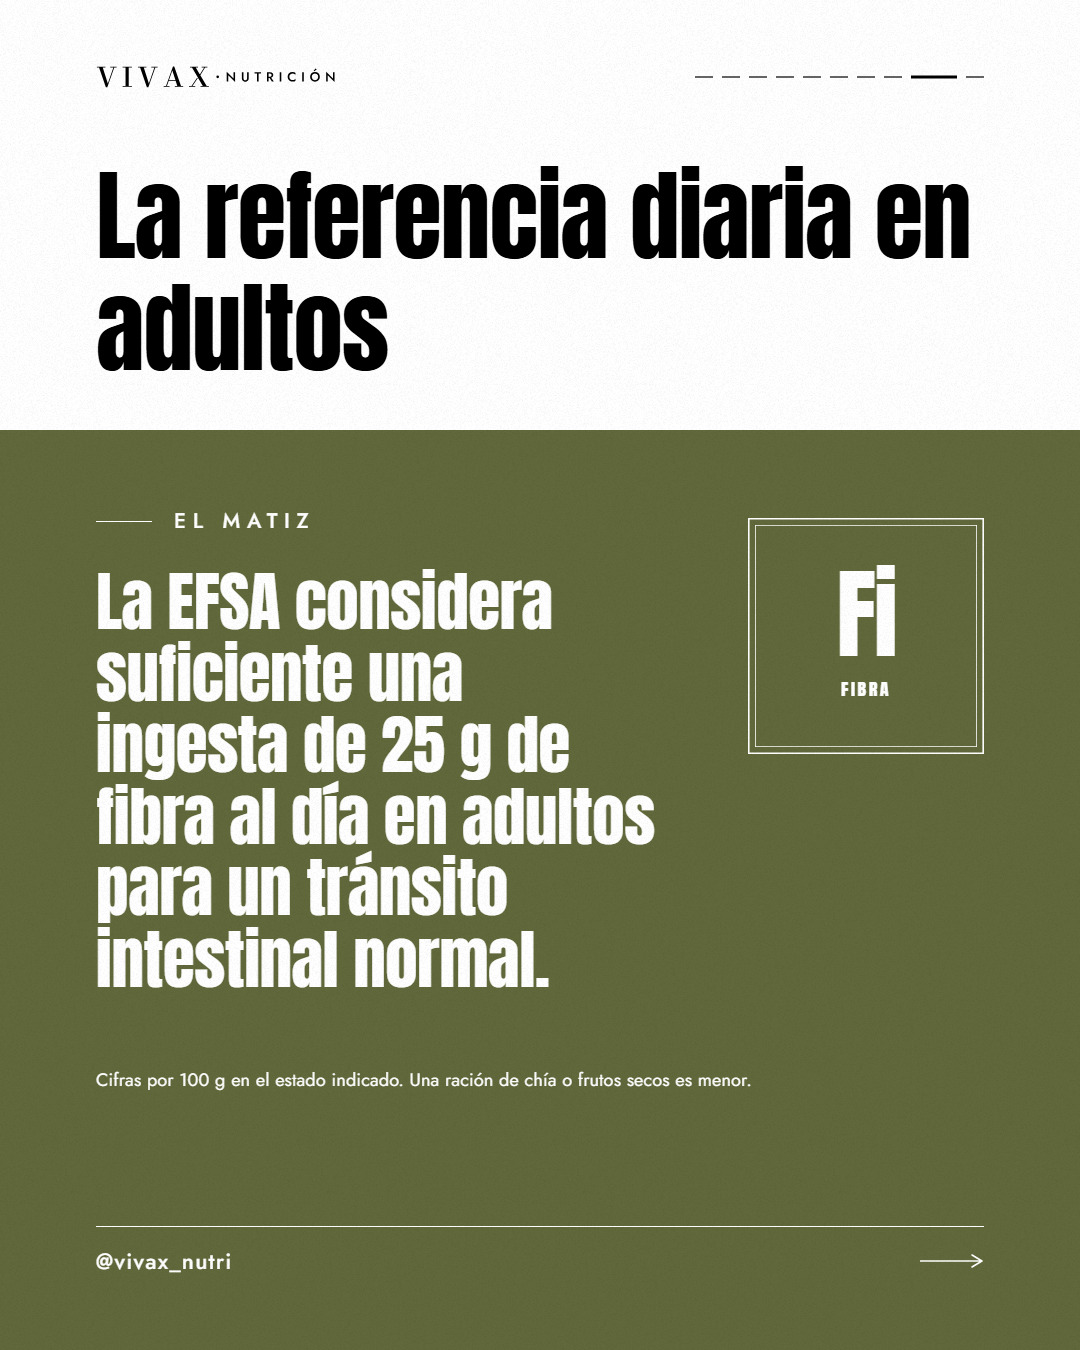 VIVAX·NUTRICIÓN
La referencia diaria en
adultos
EL MATIZ
La EFSA considera
suficiente una
ingesta de 25 g de
fibra al día en adultos
para un tránsito
intestinal normal.
Fi
FIBRA
Cifras por 100 g en el estado indicado. Una ración de chía o frutos secos es menor.
@vivax_nutri